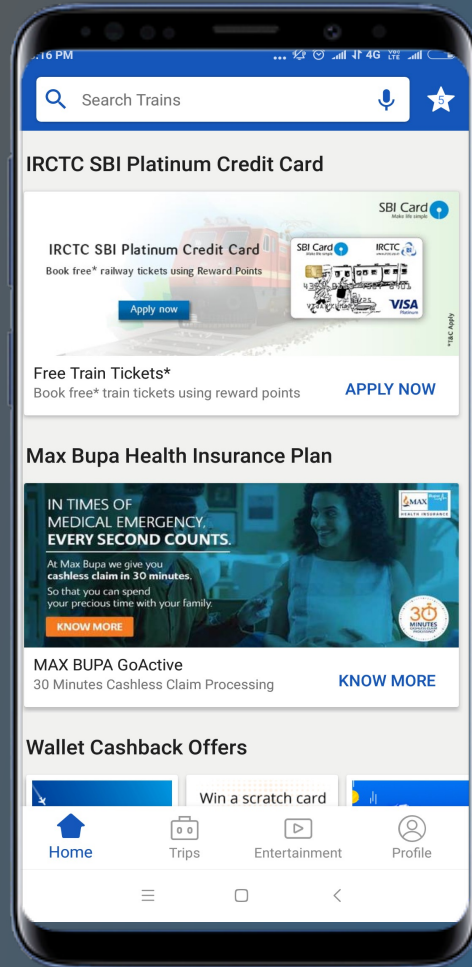 :16 PM
... 4G VoLTE
Search Trains
5
IRCTC SBI Platinum Credit Card
SBI Card
Make life simple
IRCTC SBI Platinum Credit Card
Book free* railway tickets using Reward Points
Apply now
SBI Card
IRCTC
VISA
Platinum
*T&C Apply
Free Train Tickets*
Book free* train tickets using reward points
APPLY NOW
Max Bupa Health Insurance Plan
IN TIMES OF
MEDICAL EMERGENCY,
EVERY SECOND COUNTS.
MAX
HEALTH INSURANCE
At Max Bupa we give you
cashless claim in 30 minutes.
So that you can spend
your precious time with your family.
KNOW MORE
30
MINUTES
MAX BUPA GoActive
30 Minutes Cashless Claim Processing
KNOW MORE
Wallet Cashback Offers
Win a scratch card
Home
Trips
Entertainment
Profile